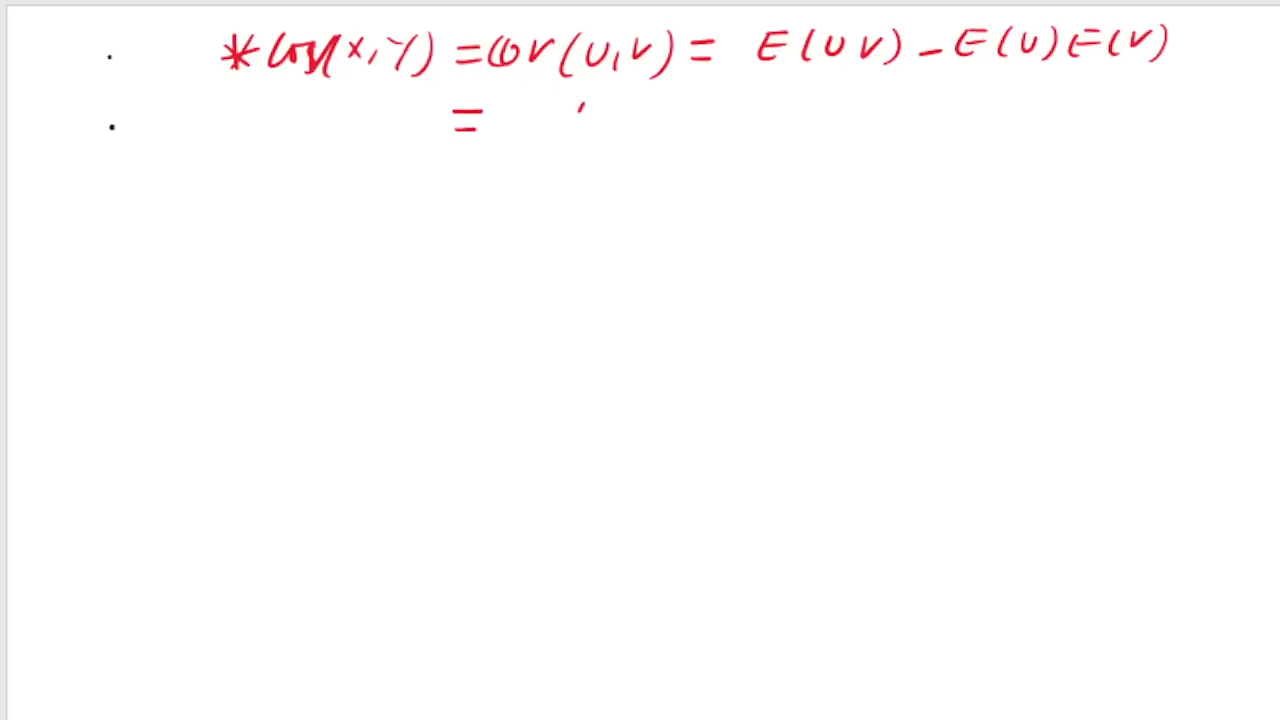 * Cov(X,Y) = Cov(U,V) = E(UV) - E(U)E(V)
=